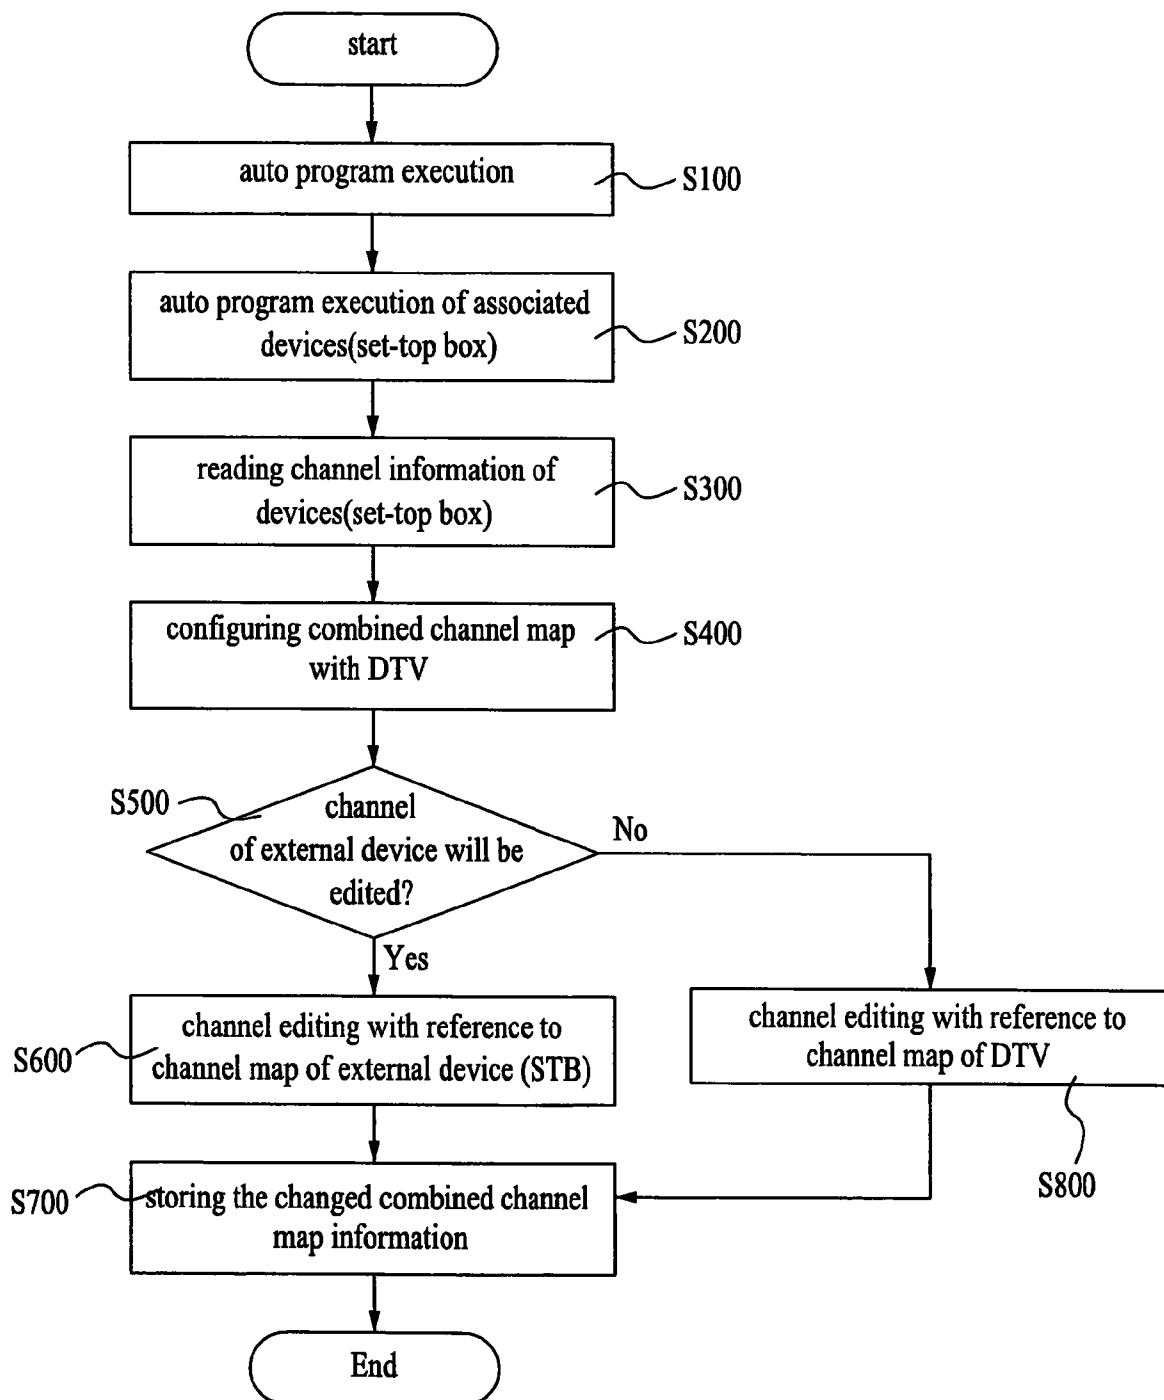 start
auto program execution
S100
auto program execution of associated
devices(set-top box)
S200
reading channel information of
devices(set-top box)
S300
configuring combined channel map
with DTV
S400
S500
channel
of external device will be
edited?
No
Yes
channel editing with reference to
channel map of external device (STB)
S600
channel editing with reference to
channel map of DTV
S800
S700
storing the changed combined channel
map information
End